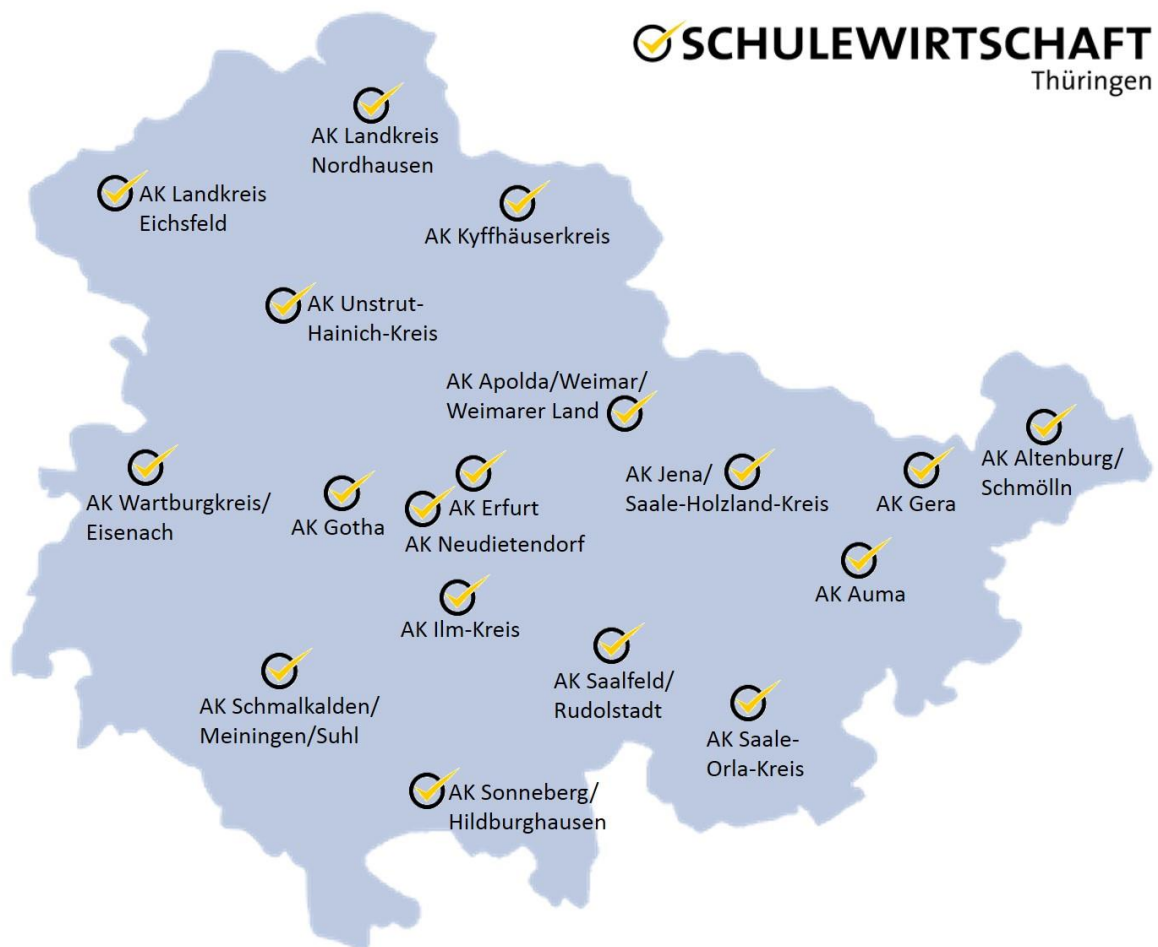 SCHULEWIRTSCHAFT
Thüringen
AK Landkreis
Nordhausen
AK Landkreis
Eichsfeld
AK Kyffhäuserkreis
AK Unstrut-
Hainich-Kreis
AK Apolda/Weimar/
Weimarer Land
AK Altenburg/
Schmölln
AK Wartburgkreis/
Eisenach
AK Gotha
AK Erfurt
AK Neudietendorf
AK Jena/
Saale-Holzland-Kreis
AK Gera
AK Auma
AK Ilm-Kreis
AK Saalfeld/
Rudolstadt
AK Schmalkalden/
Meiningen/Suhl
AK Saale-
Orla-Kreis
AK Sonneberg/
Hildburghausen